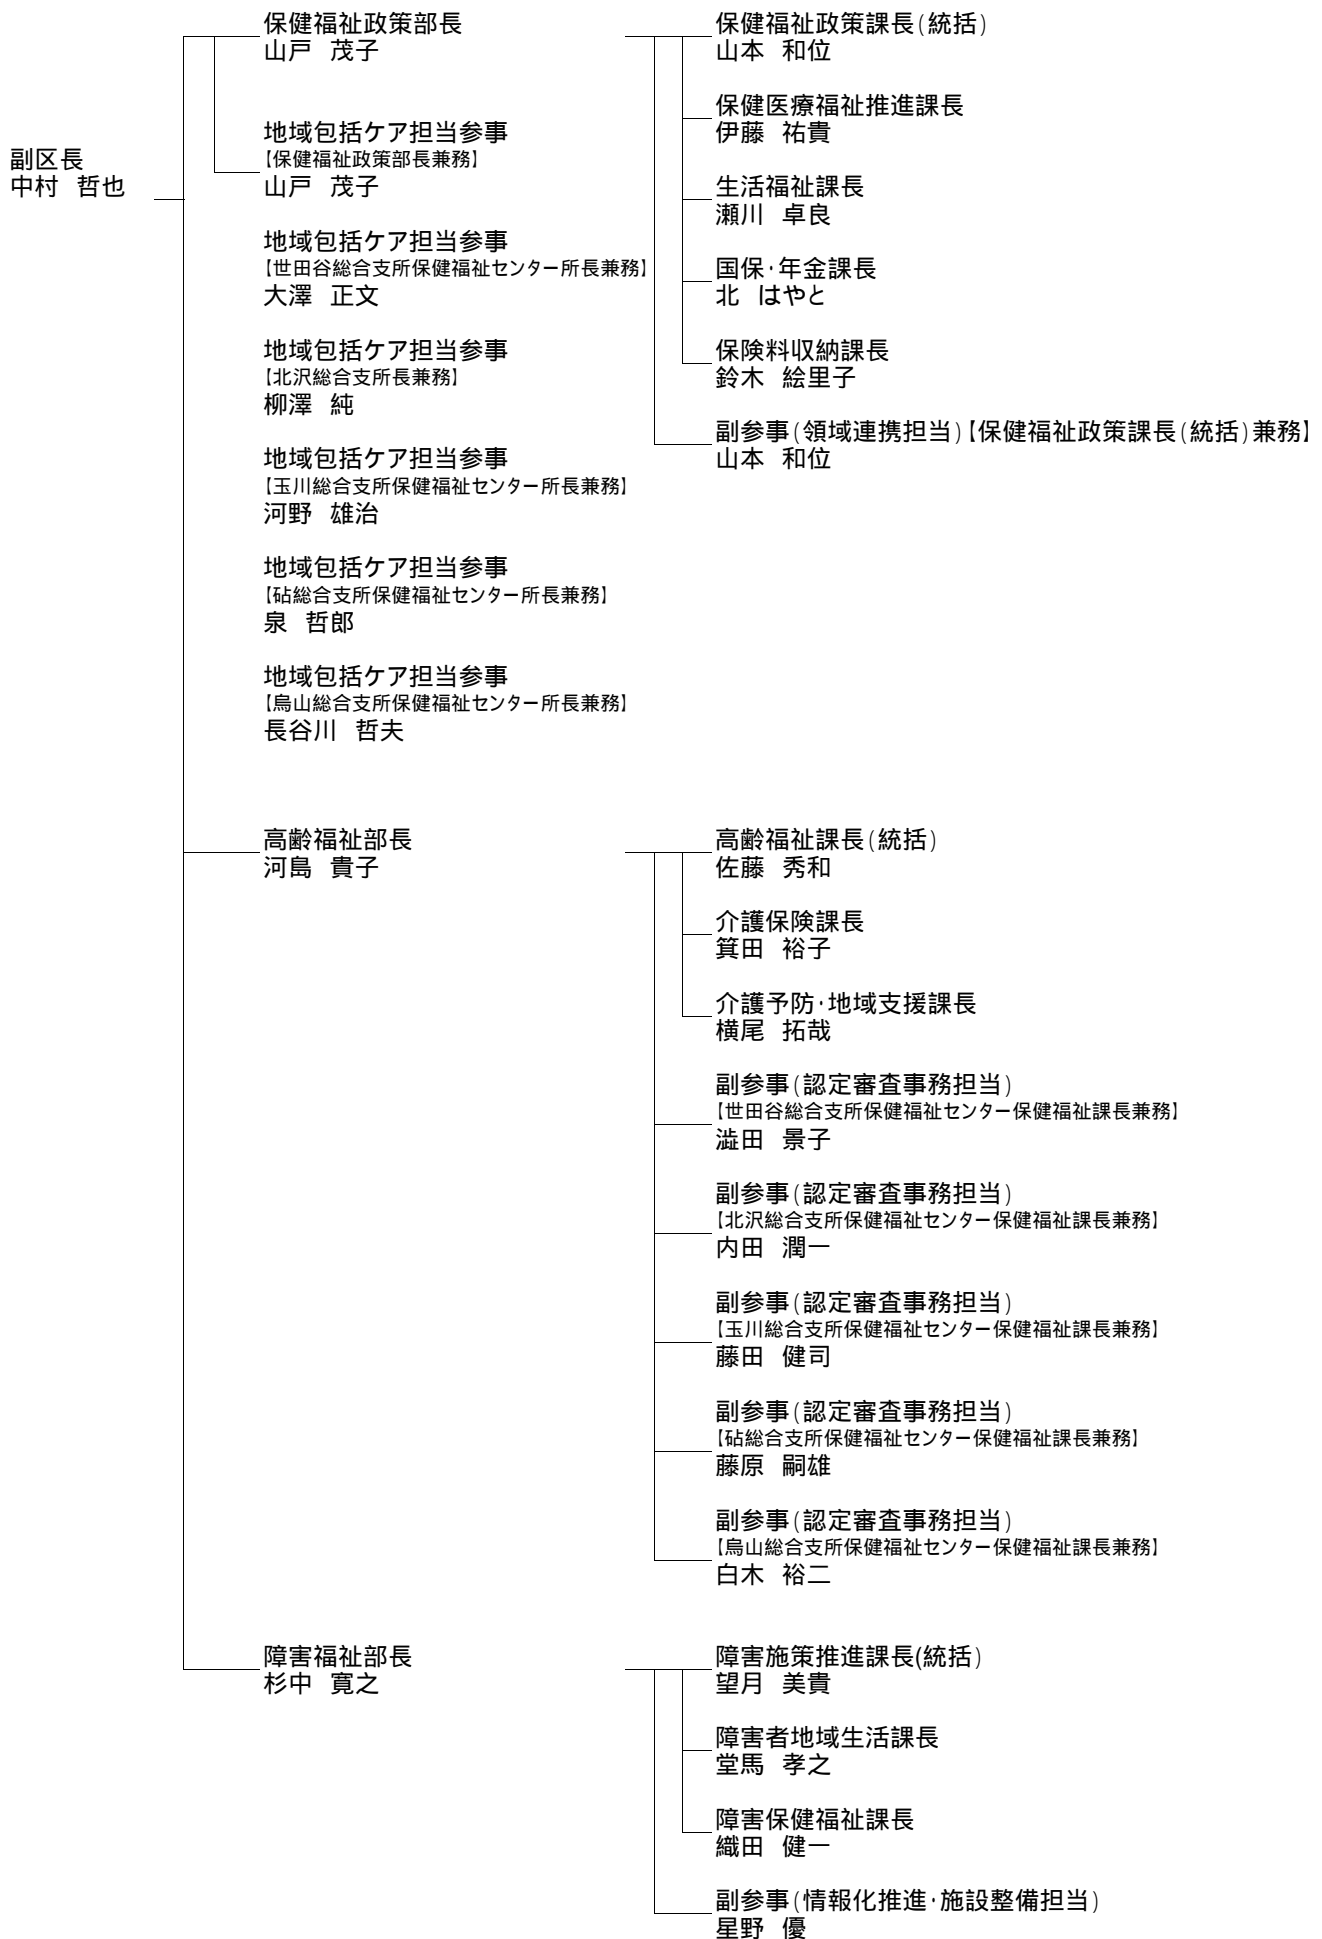 副区長
中村 哲也
保健福祉政策部長
山戸 茂子
地域包括ケア担当参事
【保健福祉政策部長兼務】
山戸 茂子
地域包括ケア担当参事
【世田谷総合支所保健福祉センター所長兼務】
大澤 正文
地域包括ケア担当参事
【北沢総合支所長兼務】
柳澤 純
地域包括ケア担当参事
【玉川総合支所保健福祉センター所長兼務】
河野 雄治
地域包括ケア担当参事
【砧総合支所保健福祉センター所長兼務】
泉 哲郎
地域包括ケア担当参事
【烏山総合支所保健福祉センター所長兼務】
長谷川 哲夫
保健福祉政策課長(統括)
山本 和位
保健医療福祉推進課長
伊藤 祐貴
生活福祉課長
瀬川 卓良
国保・年金課長
北 はやと
保険料収納課長
鈴木 絵里子
副参事(領域連携担当)【保健福祉政策課長(統括)兼務】
山本 和位
高齢福祉部長
河島 貴子
高齢福祉課長(統括)
佐藤 秀和
介護保険課長
箕田 裕子
介護予防・地域支援課長
横尾 拓哉
副参事(認定審査事務担当)
【世田谷総合支所保健福祉センター保健福祉課長兼務】
澁田 景子
副参事(認定審査事務担当)
【北沢総合支所保健福祉センター保健福祉課長兼務】
内田 潤一
副参事(認定審査事務担当)
【玉川総合支所保健福祉センター保健福祉課長兼務】
藤田 健司
副参事(認定審査事務担当)
【砧総合支所保健福祉センター保健福祉課長兼務】
藤原 嗣雄
副参事(認定審査事務担当)
【烏山総合支所保健福祉センター保健福祉課長兼務】
白木 裕二
障害福祉部長
杉中 寛之
障害施策推進課長(統括)
望月 美貴
障害者地域生活課長
堂馬 孝之
障害保健福祉課長
織田 健一
副参事(情報化推進・施設整備担当)
星野 優